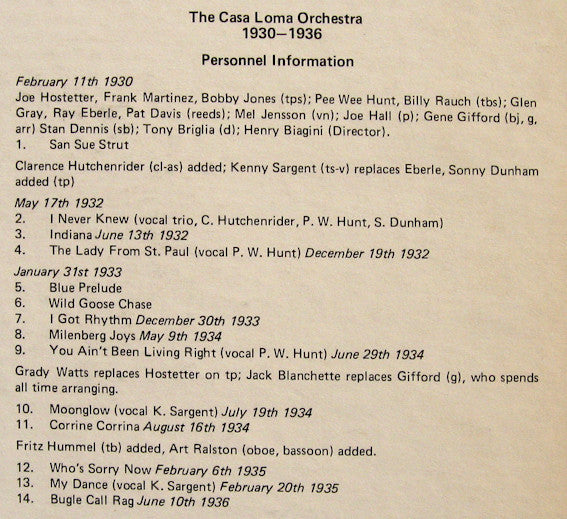 The Casa Loma Orchestra
1930—1936
Personnel Information
February 11th 1930
Joe Hostetter, Frank Martinez, Bobby Jones (tps); Pee Wee Hunt, Billy Rauch (tbs); Glen
Gray, Ray Eberle, Pat Davis (reeds); Mel Jensson (vn); Joe Hall (p); Gene Gifford (bj, g,
arr) Stan Dennis (sb); Tony Briglia (d); Henry Biagini (Director).
1. San Sue Strut
Clarence Hutchenrider (cl-as) added; Kenny Sargent (ts-v) replaces Eberle, Sonny Dunham
added (tp)
May 17th 1932
2. I Never Knew (vocal trio, C. Hutchenrider, P. W. Hunt, S. Dunham)
3. Indiana June 13th 1932
4. The Lady From St. Paul (vocal P. W. Hunt) December 19th 1932
January 31st 1933
5. Blue Prelude
6. Wild Goose Chase
7. I Got Rhythm December 30th 1933
8. Milenberg Joys May 9th 1934
9. You Ain't Been Living Right (vocal P. W. Hunt) June 29th 1934
Grady Watts replaces Hostetter on tp; Jack Blanchette replaces Gifford (g), who spends
all time arranging.
10. Moonglow (vocal K. Sargent) July 19th 1934
11. Corrine Corrina August 16th 1934
Fritz Hummel (tb) added, Art Ralston (oboe, bassoon) added.
12. Who's Sorry Now February 6th 1935
13. My Dance (vocal K. Sargent) February 20th 1935
14. Bugle Call Rag June 10th 1936